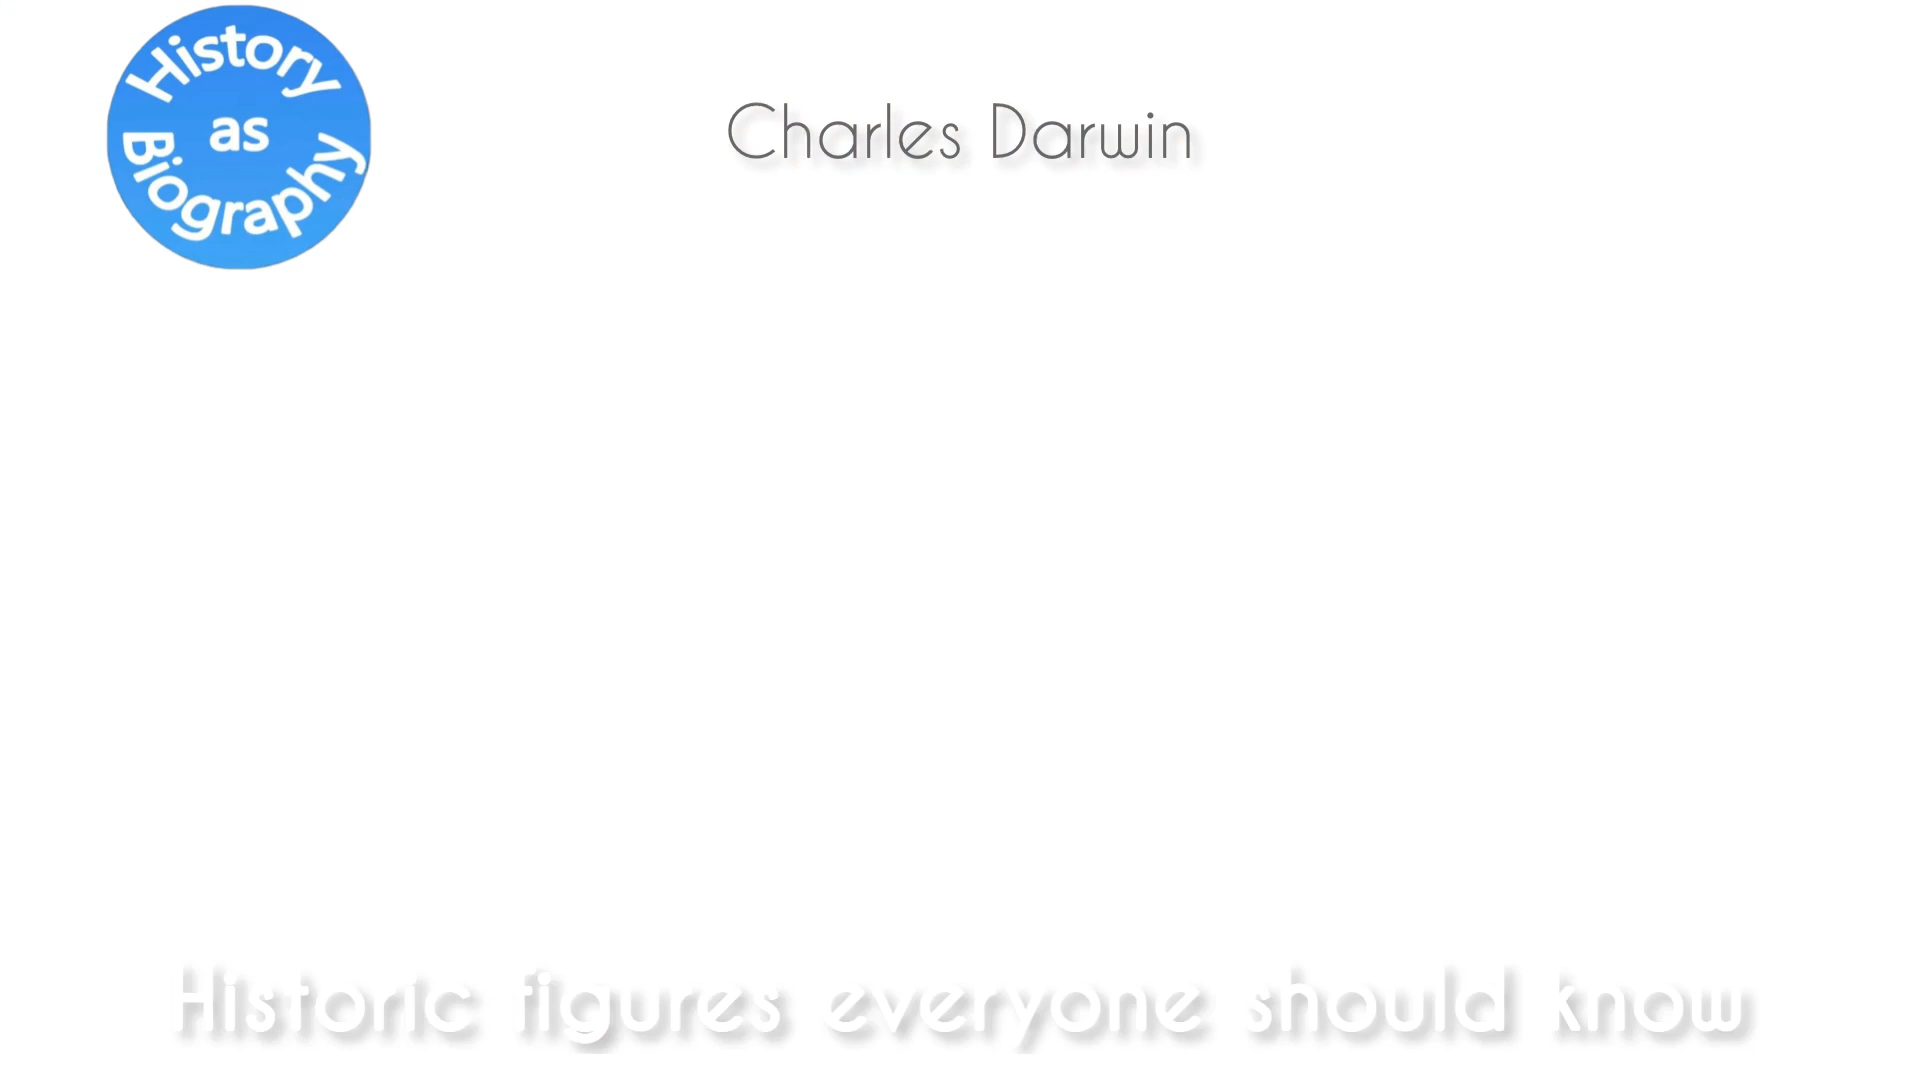 History
as
Biography
Charles Darwin
Historic figures everyone should know